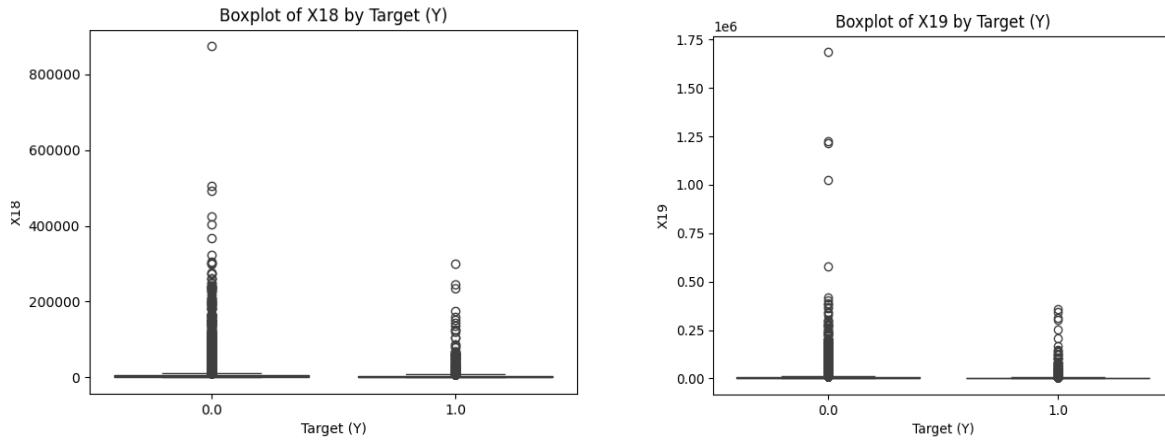 Boxplot of X18 by Target (Y)
800000
600000
400000
200000
0
X18
0.0
1.0
Target (Y)
Boxplot of X19 by Target (Y)
1e6
1.75
1.50
1.25
1.00
0.75
0.50
0.25
0.00
X19
0.0
1.0
Target (Y)